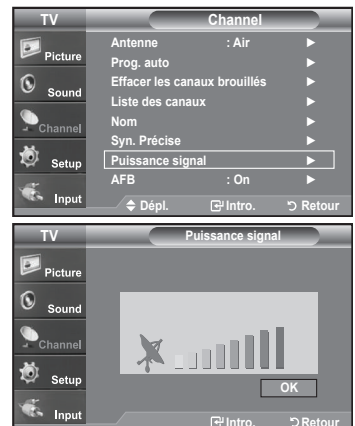 TV Channel
Picture
Sound
Channel
Setup
Input
Antenne : Air
Prog. auto
Effacer les canaux brouillés
Liste des canaux
Nom
Syn. Précise
Puissance signal
AFB : On
Dépl. Intro. Retour
TV Puissance signal
Picture
Sound
Channel
Setup
Input
OK
Intro. Retour